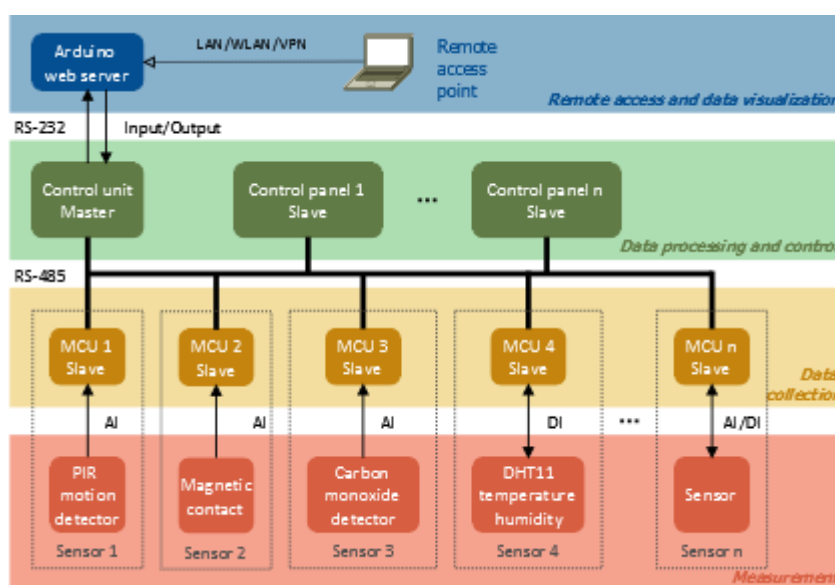 Arduino
web server
LAN/WLAN/VPN
Remote
access
point
Remote access and data visualization
RS-232
Input/Output
Control unit
Master
Control panel 1
Slave
...
Control panel n
Slave
Data processing and control
RS-485
MCU 1
Slave
MCU 2
Slave
MCU 3
Slave
MCU 4
Slave
MCU n
Slave
Data
collection
AI
AI
AI
DI
...
AI/DI
PIR
motion
detector
Magnetic
contact
Carbon
monoxide
detector
DHT11
temperature
humidity
Sensor
Sensor 1
Sensor 2
Sensor 3
Sensor 4
Sensor n
Measurement